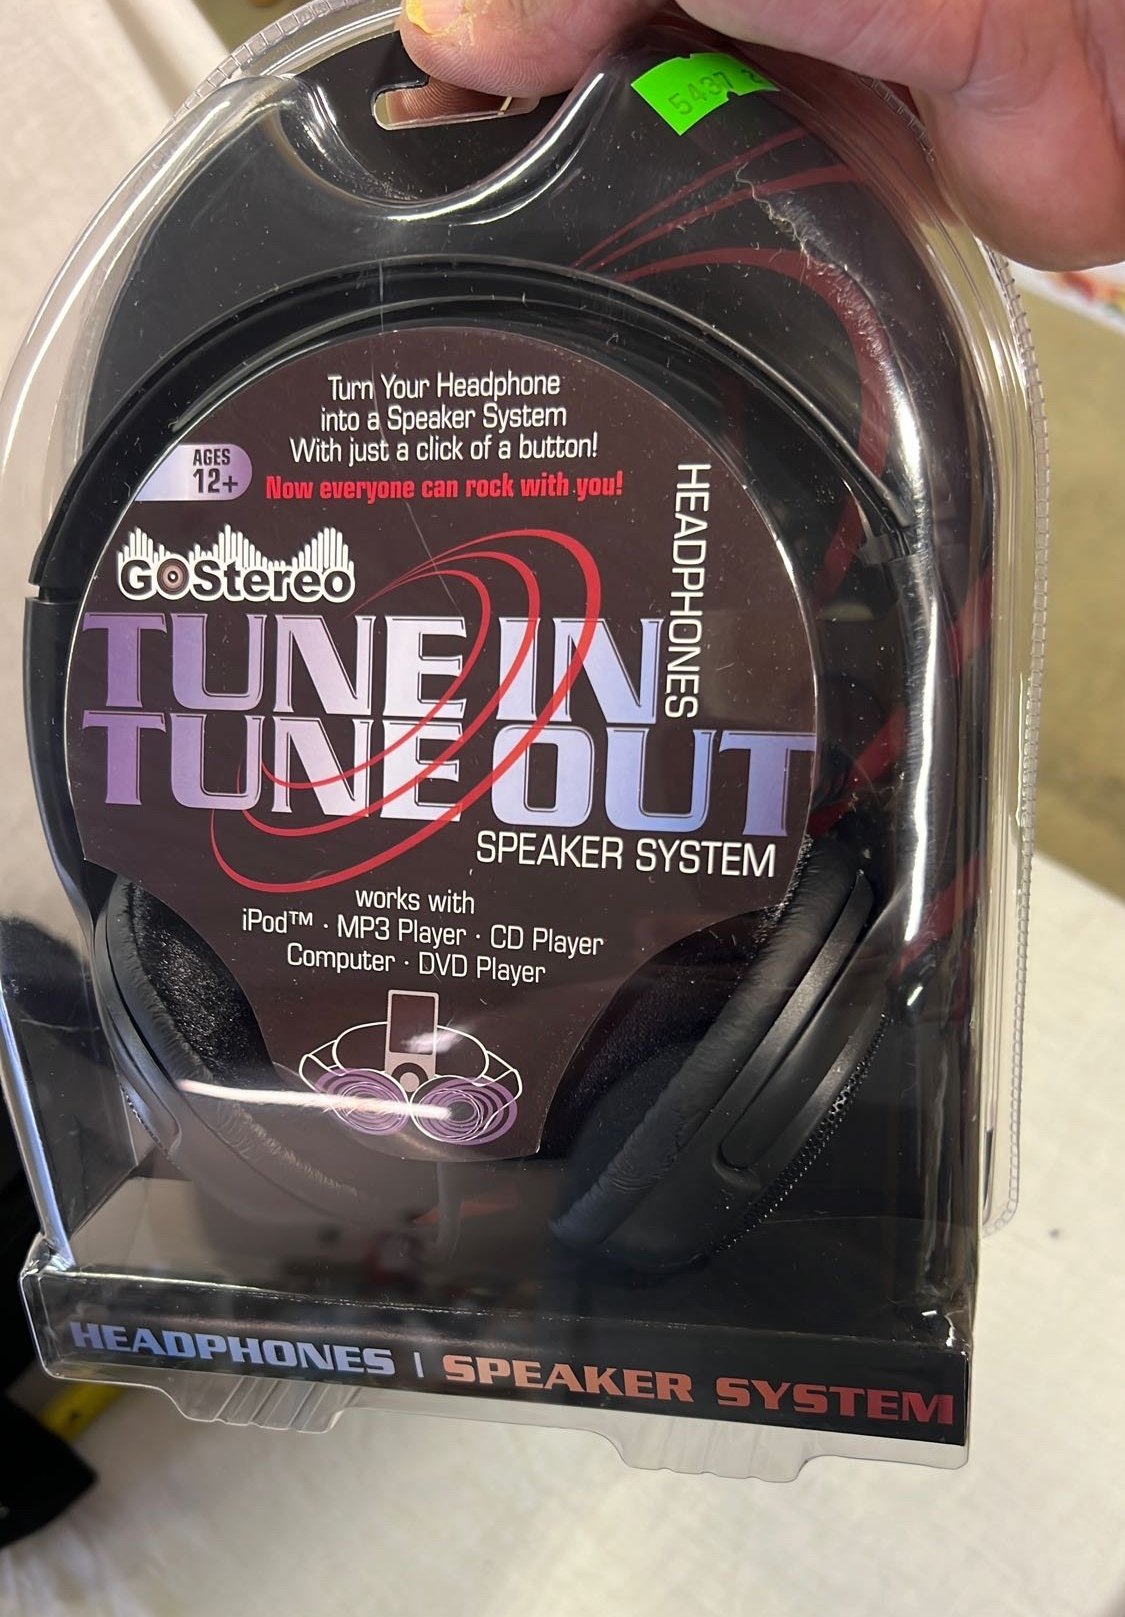 5437
Turn Your Headphone
into a Speaker System
With just a click of a button!
AGES
12+
Now everyone can rock with you!
GOStereo
TUNE IN
HEADPHONES
TUNE OUT
SPEAKER SYSTEM
works with
iPod™ · MP3 Player · CD Player
Computer · DVD Player
HEADPHONES | SPEAKER SYSTEM